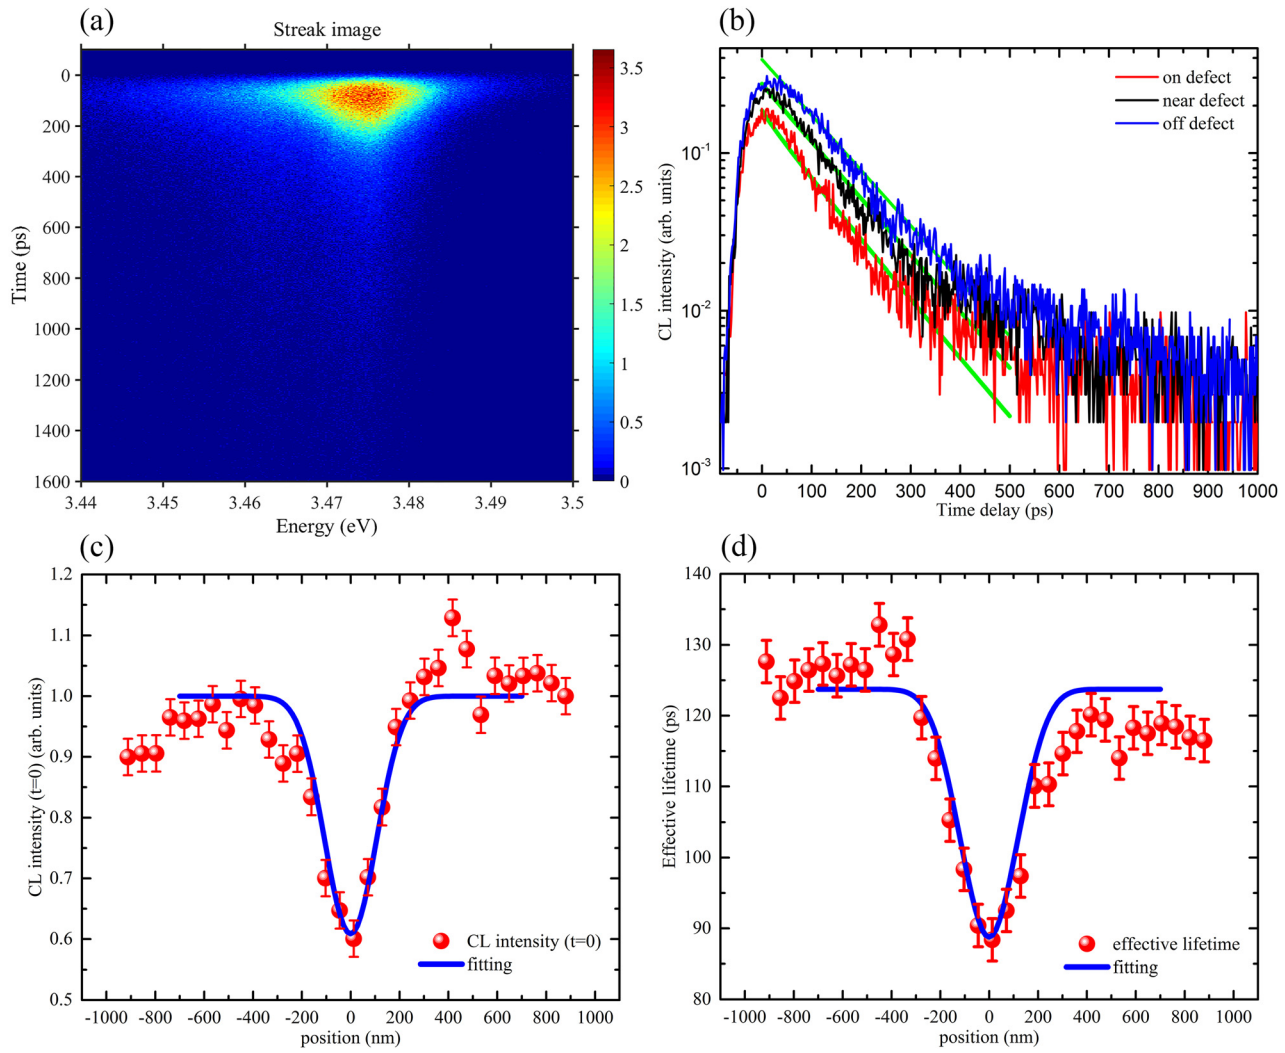 (a)
Streak image
0
200
400
600
800
1000
1200
1400
1600
Time (ps)
3.44 3.45 3.46 3.47 3.48 3.49 3.5
Energy (eV)
3.5
3
2.5
2
1.5
1
0.5
0
(b)
on defect
near defect
off defect
CL intensity (arb. units)
10-1
10-2
10-3
0 100 200 300 400 500 600 700 800 900 1000
Time delay (ps)
(c)
1.2
1.1
1.0
0.9
0.8
0.7
0.6
0.5
CL intensity (t=0) (arb. units)
CL intensity (t=0)
fitting
-1000 -800 -600 -400 -200 0 200 400 600 800 1000
position (nm)
(d)
140
130
120
110
100
90
80
Effective lifetime (ps)
effective lifetime
fitting
-1000 -800 -600 -400 -200 0 200 400 600 800 1000
position (nm)